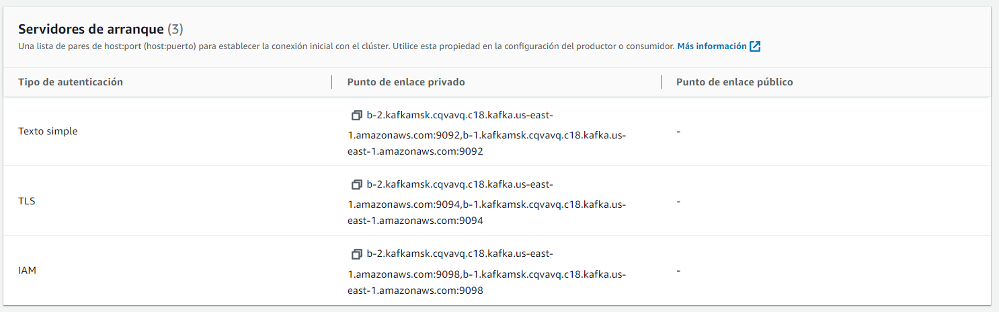 Servidores de arranque (3)
Una lista de pares de host:port (host:puerto) para establecer la conexión inicial con el clúster. Utilice esta propiedad en la configuración del productor o consumidor. Más información
Tipo de autenticación Punto de enlace privado Punto de enlace público
Texto simple
b-2.kafkamsk.cqvavq.c18.kafka.us-east-
1.amazonaws.com:9092,b-1.kafkamsk.cqvavq.c18.kafka.us-
east-1.amazonaws.com:9092
-
TLS
b-2.kafkamsk.cqvavq.c18.kafka.us-east-
1.amazonaws.com:9094,b-1.kafkamsk.cqvavq.c18.kafka.us-
east-1.amazonaws.com:9094
-
IAM
b-2.kafkamsk.cqvavq.c18.kafka.us-east-
1.amazonaws.com:9098,b-1.kafkamsk.cqvavq.c18.kafka.us-
east-1.amazonaws.com:9098
-